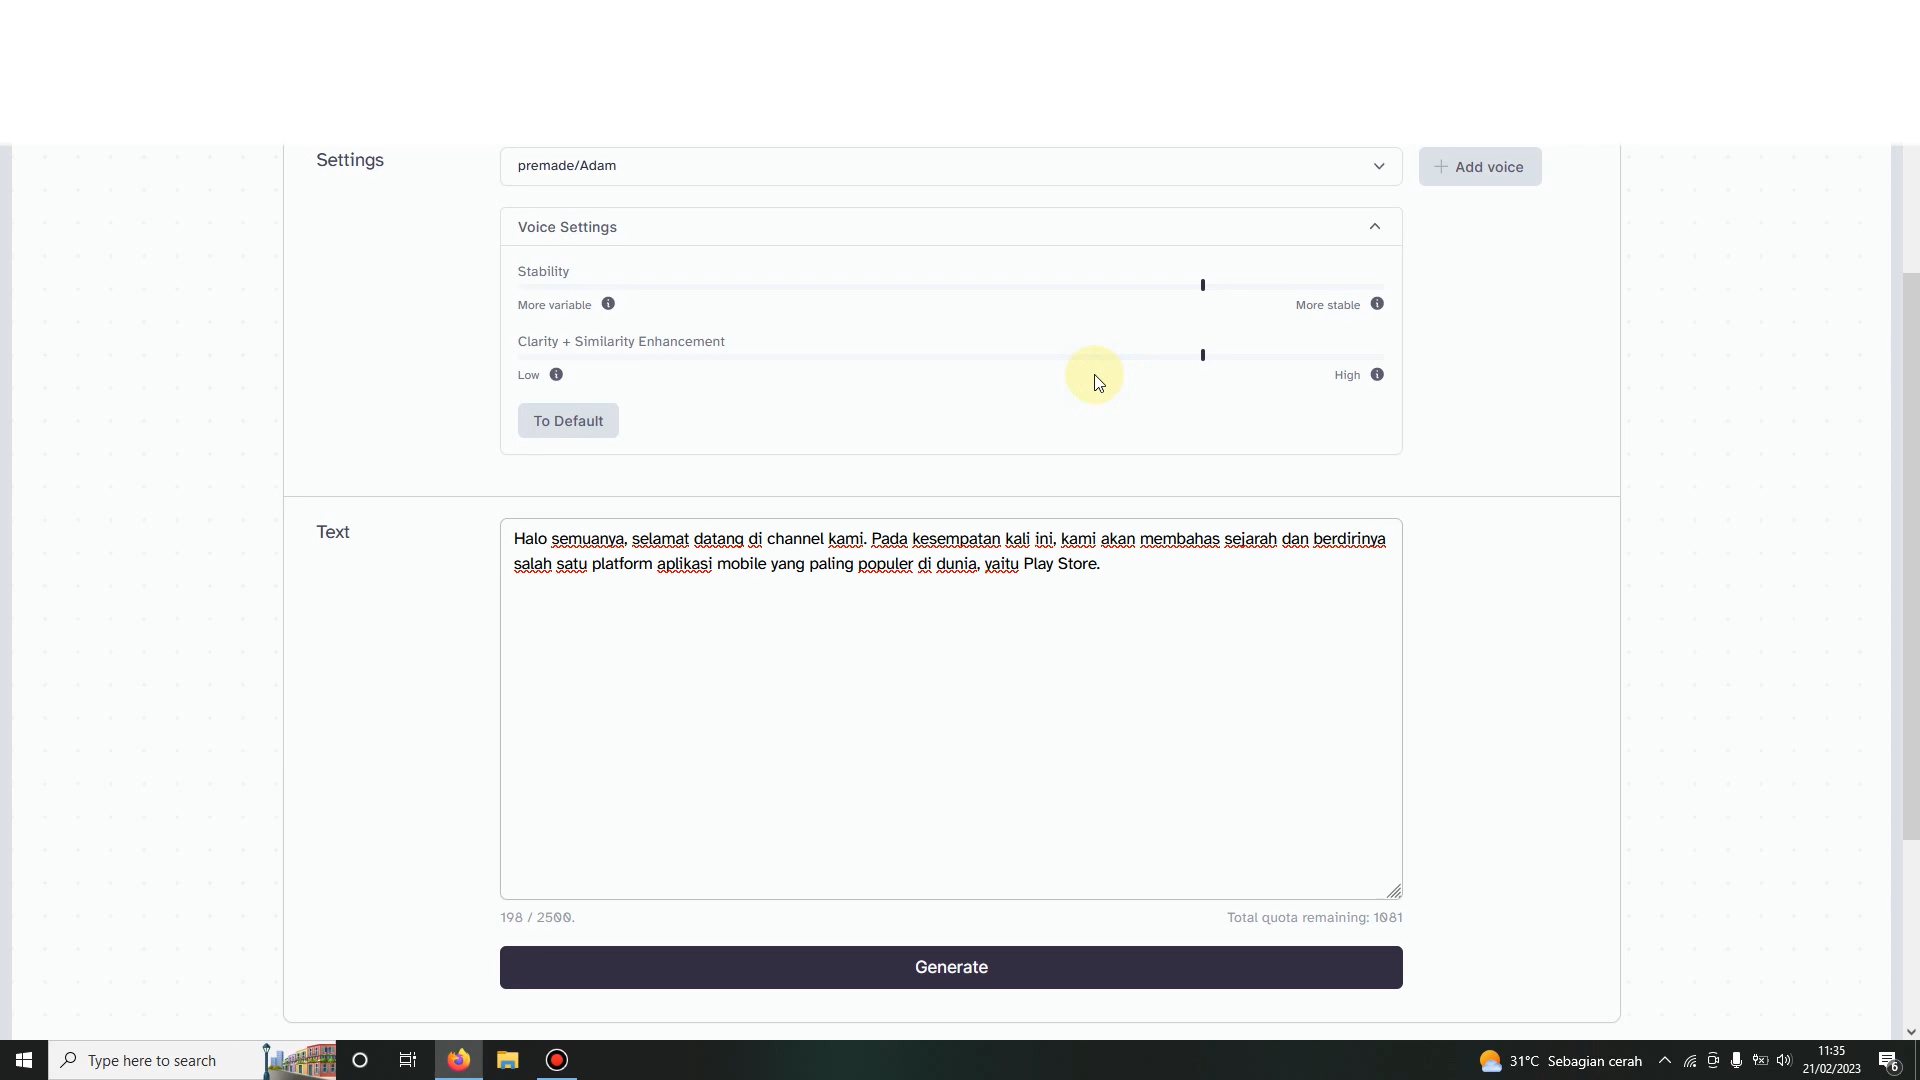 Settings
premade/Adam
Add voice
Voice Settings
Stability
More variable
More stable
Clarity + Similarity Enhancement
Low
High
To Default
Text
Halo semuanya, selamat datang di channel kami. Pada kesempatan kali ini, kami akan membahas sejarah dan berdirinya
salah satu platform aplikasi mobile yang paling populer di dunia, yaitu Play Store.
198 / 2500.
Total quota remaining: 1081
Generate
Type here to search
31°C Sebagian cerah
11:35
21/02/2023
6